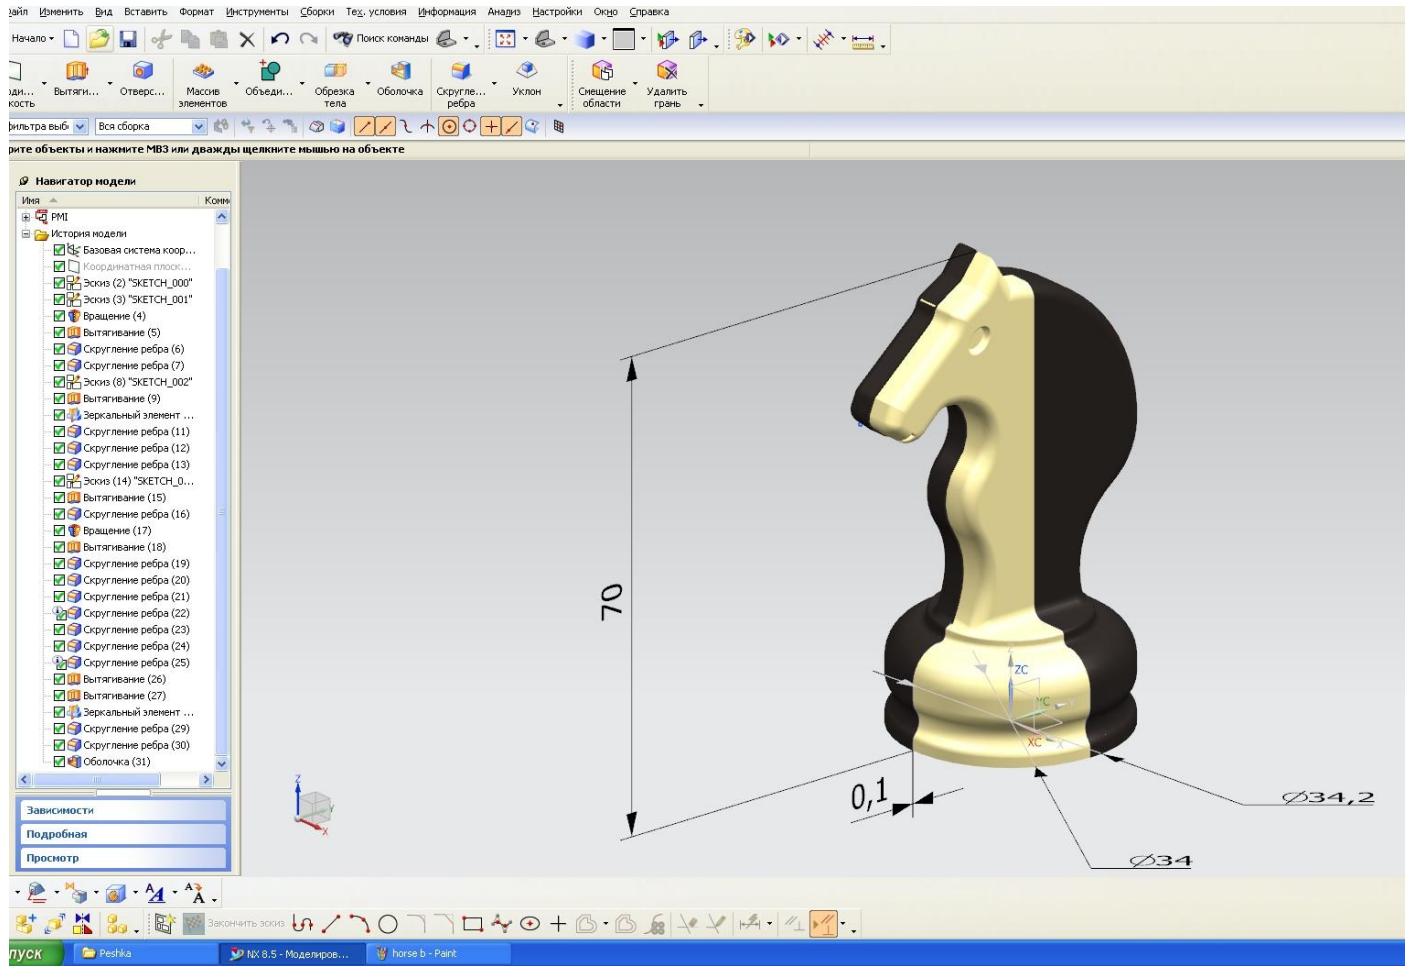 айл Изменить Вид Вставить Формат Инструменты Сборки Тех. условия Информация Анализ Настройки Окно Справка
Начало
Поиск команды
Вытяги... Отверс... Массив элементов Объеди... Обрезка тела Оболочка Скругле... ребра Уклон Смещение области Удалить грань
Вся сборка
рите объекты и нажмите МВ3 или дважды щелкните мышью на объекте
Навигатор модели
Имя Комм
PMI
История модели
Базовая система коор...
Координатная плоск...
Эскиз (2) "SKETCH_000"
Эскиз (3) "SKETCH_001"
Вращение (4)
Вытягивание (5)
Скругление ребра (6)
Скругление ребра (7)
Эскиз (8) "SKETCH_002"
Вытягивание (9)
Зеркальный элемент ...
Скругление ребра (11)
Скругление ребра (12)
Скругление ребра (13)
Эскиз (14) "SKETCH_0...
Вытягивание (15)
Скругление ребра (16)
Вращение (17)
Вытягивание (18)
Скругление ребра (19)
Скругление ребра (20)
Скругление ребра (21)
Скругление ребра (22)
Скругление ребра (23)
Скругление ребра (24)
Скругление ребра (25)
Вытягивание (26)
Вытягивание (27)
Зеркальный элемент ...
Скругление ребра (29)
Скругление ребра (30)
Оболочка (31)
Зависимости
Подробная
Просмотр
70
ZC
YC
XC
Z
Y
X
0,1
∅34,2
∅34
Закончить эскиз
пуск Peshka NX 8.5 - Моделиров... horse b - Paint